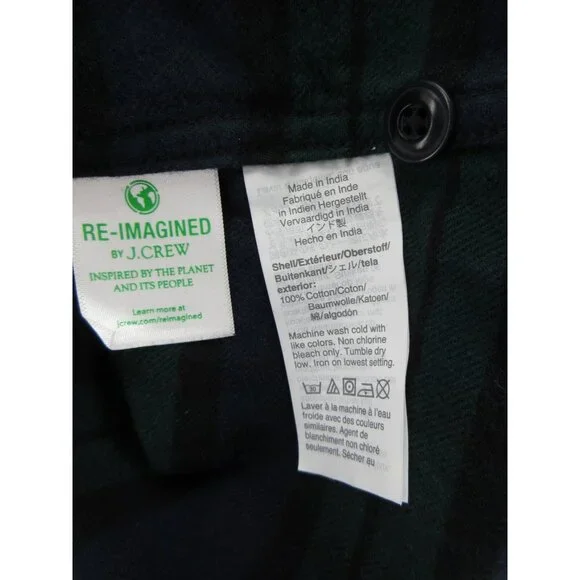 RE-IMAGINED
BY J.CREW
INSPIRED BY THE PLANET
AND ITS PEOPLE
Learn more at
jcrew.com/reimagined
Made in India
Fabriqué en Inde
in Indien Hergestellt
Vervaardigd in India
インド製
Hecho en India
Shell/Extérieur/Oberstoff/
Buitenkant/シェル/tela
exterior:
100% Cotton/Coton/
Baumwolle/Katoen/
綿/algodón
Machine wash cold with
like colors. Non chlorine
bleach only. Tumble dry
low. Iron on lowest setting.
Laver à la machine à l'eau
froide avec des couleurs
similaires. Agent de
blanchiment non chloré
seulement. Sécher au